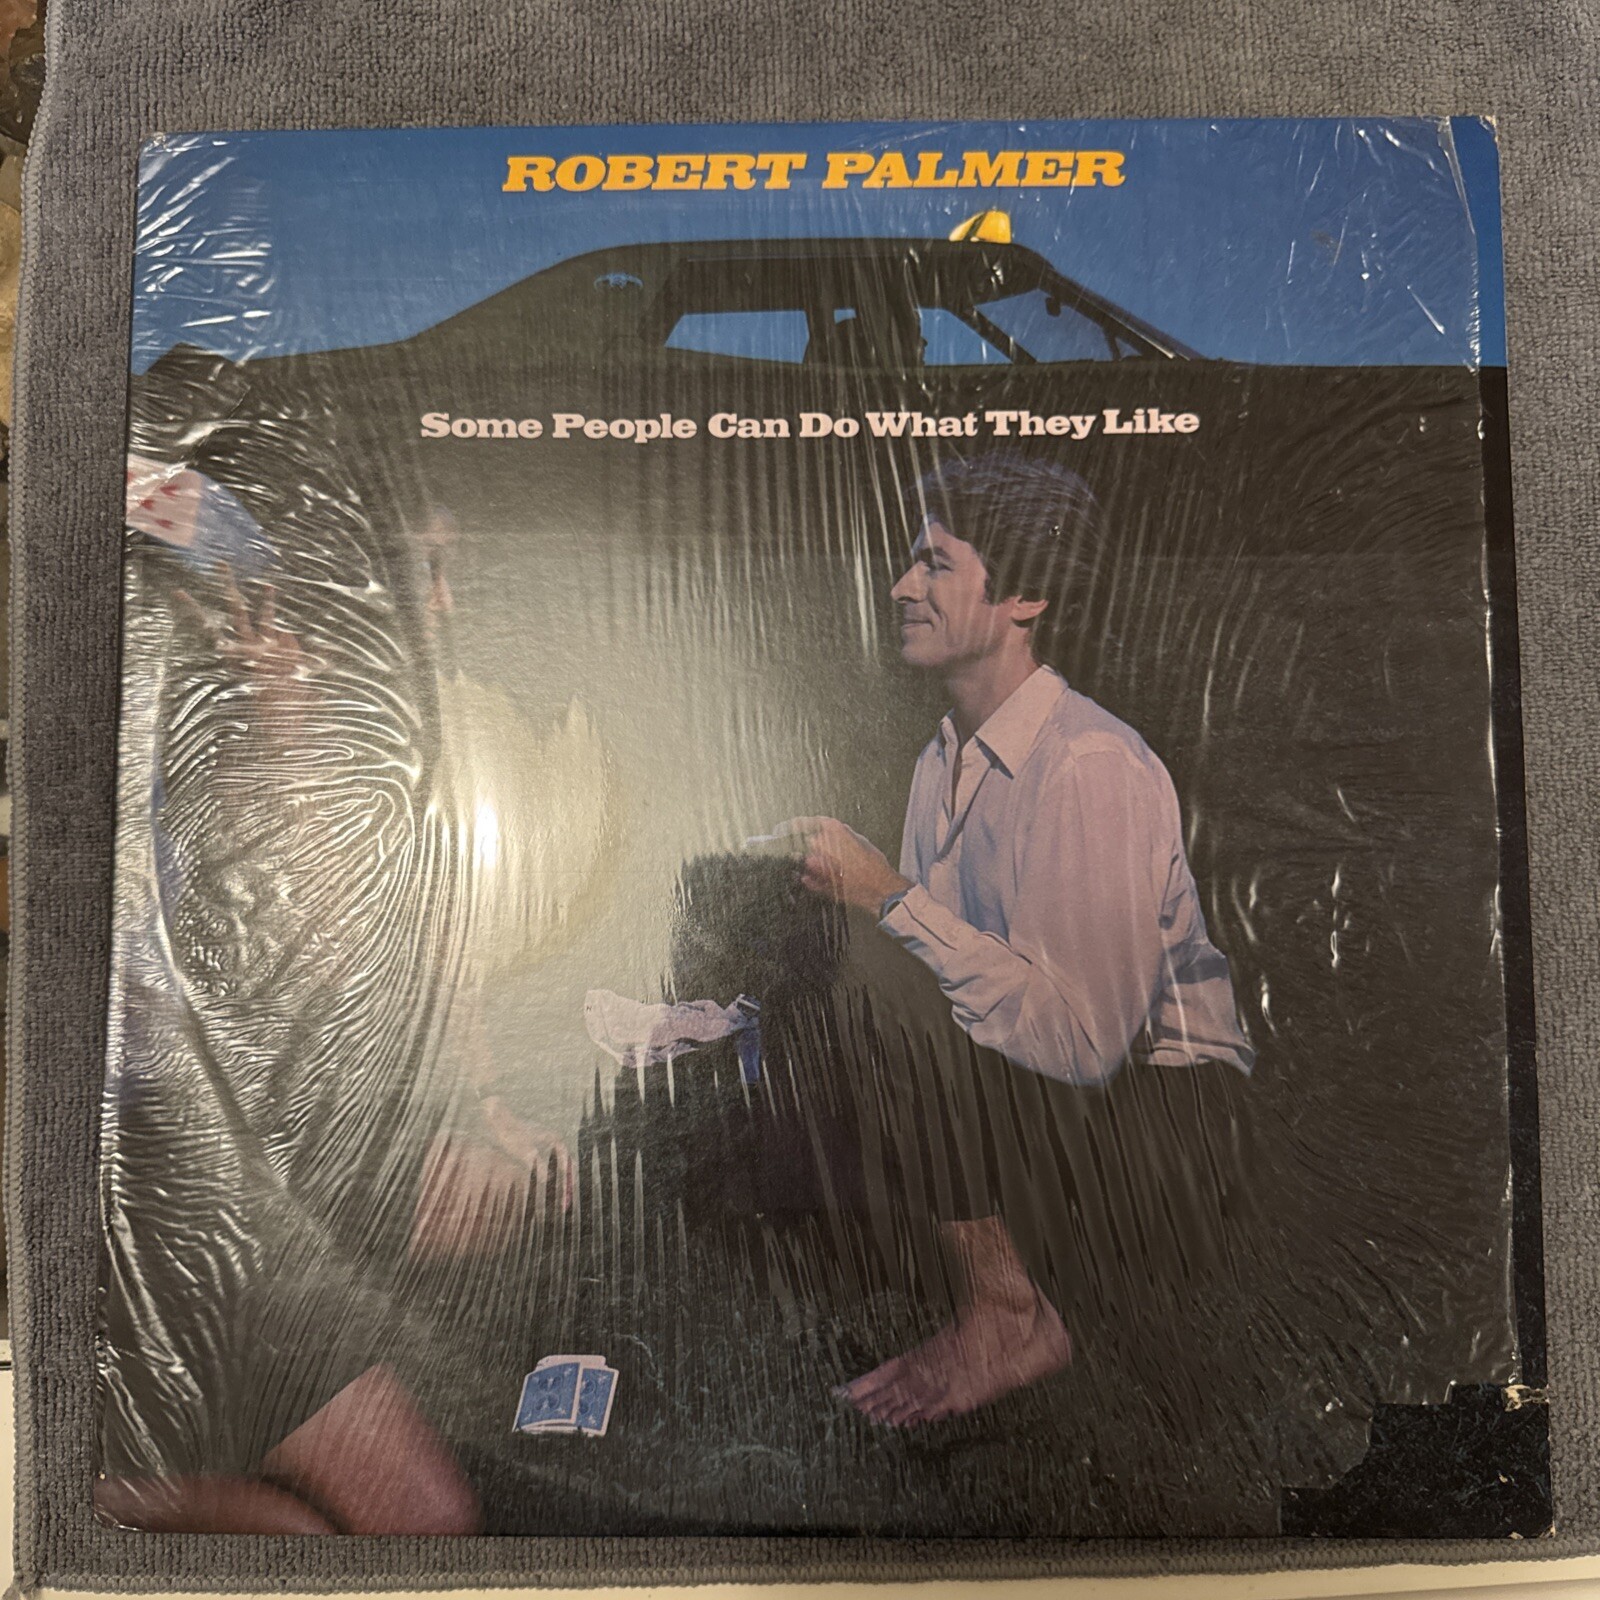 ROBERT PALMER
Some People Can Do What They Like